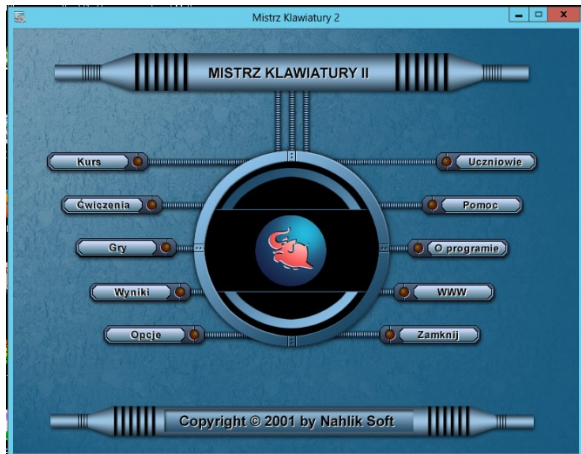 Mistrz Klawiatury 2
MISTRZ KLAWIATURY II
Kurs
Uczniowie
Ćwiczenia
Pomoc
Gry
O programie
Wyniki
WWW
Opcje
Zamknij
Copyright © 2001 by Nahlik Soft